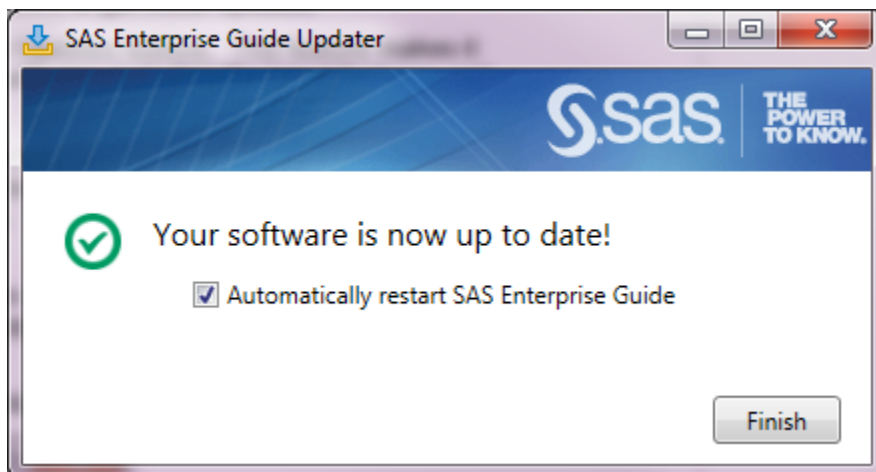 SAS Enterprise Guide Updater
sas
THE
POWER
TO KNOW.
Your software is now up to date!
Automatically restart SAS Enterprise Guide
Finish